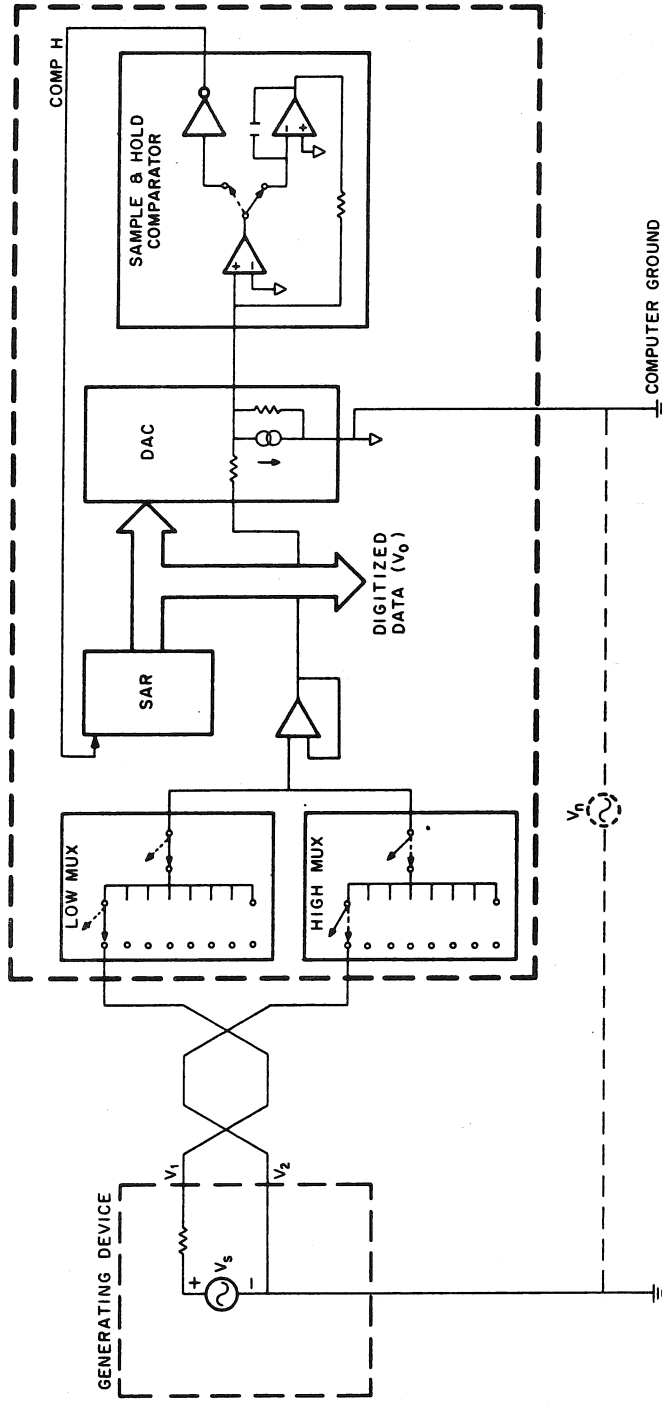 GENERATING DEVICE
+
Vs
−
V1
V2
LOW MUX
HIGH MUX
SAR
DIGITIZED
DATA (VO)
DAC
SAMPLE & HOLD
COMPARATOR
+
−
−
+
COMP H
Vn
COMPUTER GROUND